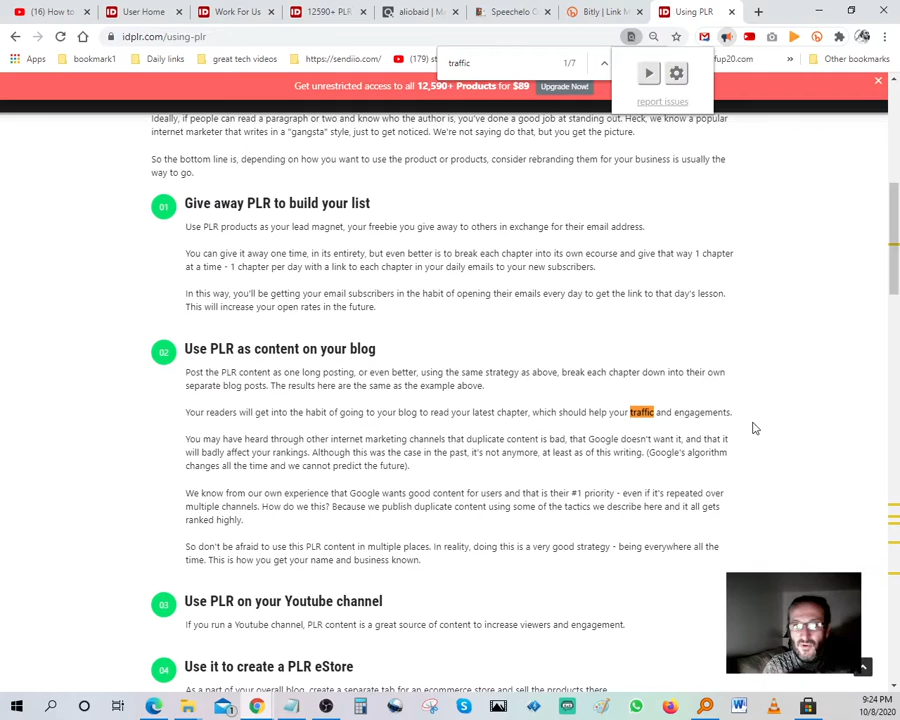 (16) How to
User Home
Work For Us
12590+ PLR
aliobaid | M
Speechelo O
Bitly | Link M
Using PLR
idplr.com/using-plr
Apps
bookmark1
Daily links
great tech videos
https://sendiio.com/
(179) st
fup20.com
Other bookmarks
traffic 1/7
report issues
Get unrestricted access to all 12,590+ Products for $89 Upgrade Now!
Ideally, if people can read a paragraph or two and know who the author is, you've done a good job at standing out. Heck, we know a popular
internet marketer that writes in a "gangsta" style, just to get noticed. We're not saying do that, but you get the picture.
So the bottom line is, depending on how you want to use the product or products, consider rebranding them for your business is usually the
way to go.
01 Give away PLR to build your list
Use PLR products as your lead magnet, your freebie you give away to others in exchange for their email address.
You can give it away one time, in its entirety, but even better is to break each chapter into its own ecourse and give that way 1 chapter
at a time - 1 chapter per day with a link to each chapter in your daily emails to your new subscribers.
In this way, you'll be getting your email subscribers in the habit of opening their emails every day to get the link to that day's lesson.
This will increase your open rates in the future.
02 Use PLR as content on your blog
Post the PLR content as one long posting, or even better, using the same strategy as above, break each chapter down into their own
separate blog posts. The results here are the same as the example above.
Your readers will get into the habit of going to your blog to read your latest chapter, which should help your traffic and engagements.
You may have heard through other internet marketing channels that duplicate content is bad, that Google doesn't want it, and that it
will badly affect your rankings. Although this was the case in the past, it's not anymore, at least as of this writing. (Google's algorithm
changes all the time and we cannot predict the future).
We know from our own experience that Google wants good content for users and that is their #1 priority - even if it's repeated over
multiple channels. How do we this? Because we publish duplicate content using some of the tactics we describe here and it all gets
ranked highly.
So don't be afraid to use this PLR content in multiple places. In reality, doing this is a very good strategy - being everywhere all the
time. This is how you get your name and business known.
03 Use PLR on your Youtube channel
If you run a Youtube channel, PLR content is a great source of content to increase viewers and engagement.
04 Use it to create a PLR eStore
As a part of your overall blog, create a separate tab for an ecommerce store and sell the products there
9:24 PM
10/8/2020